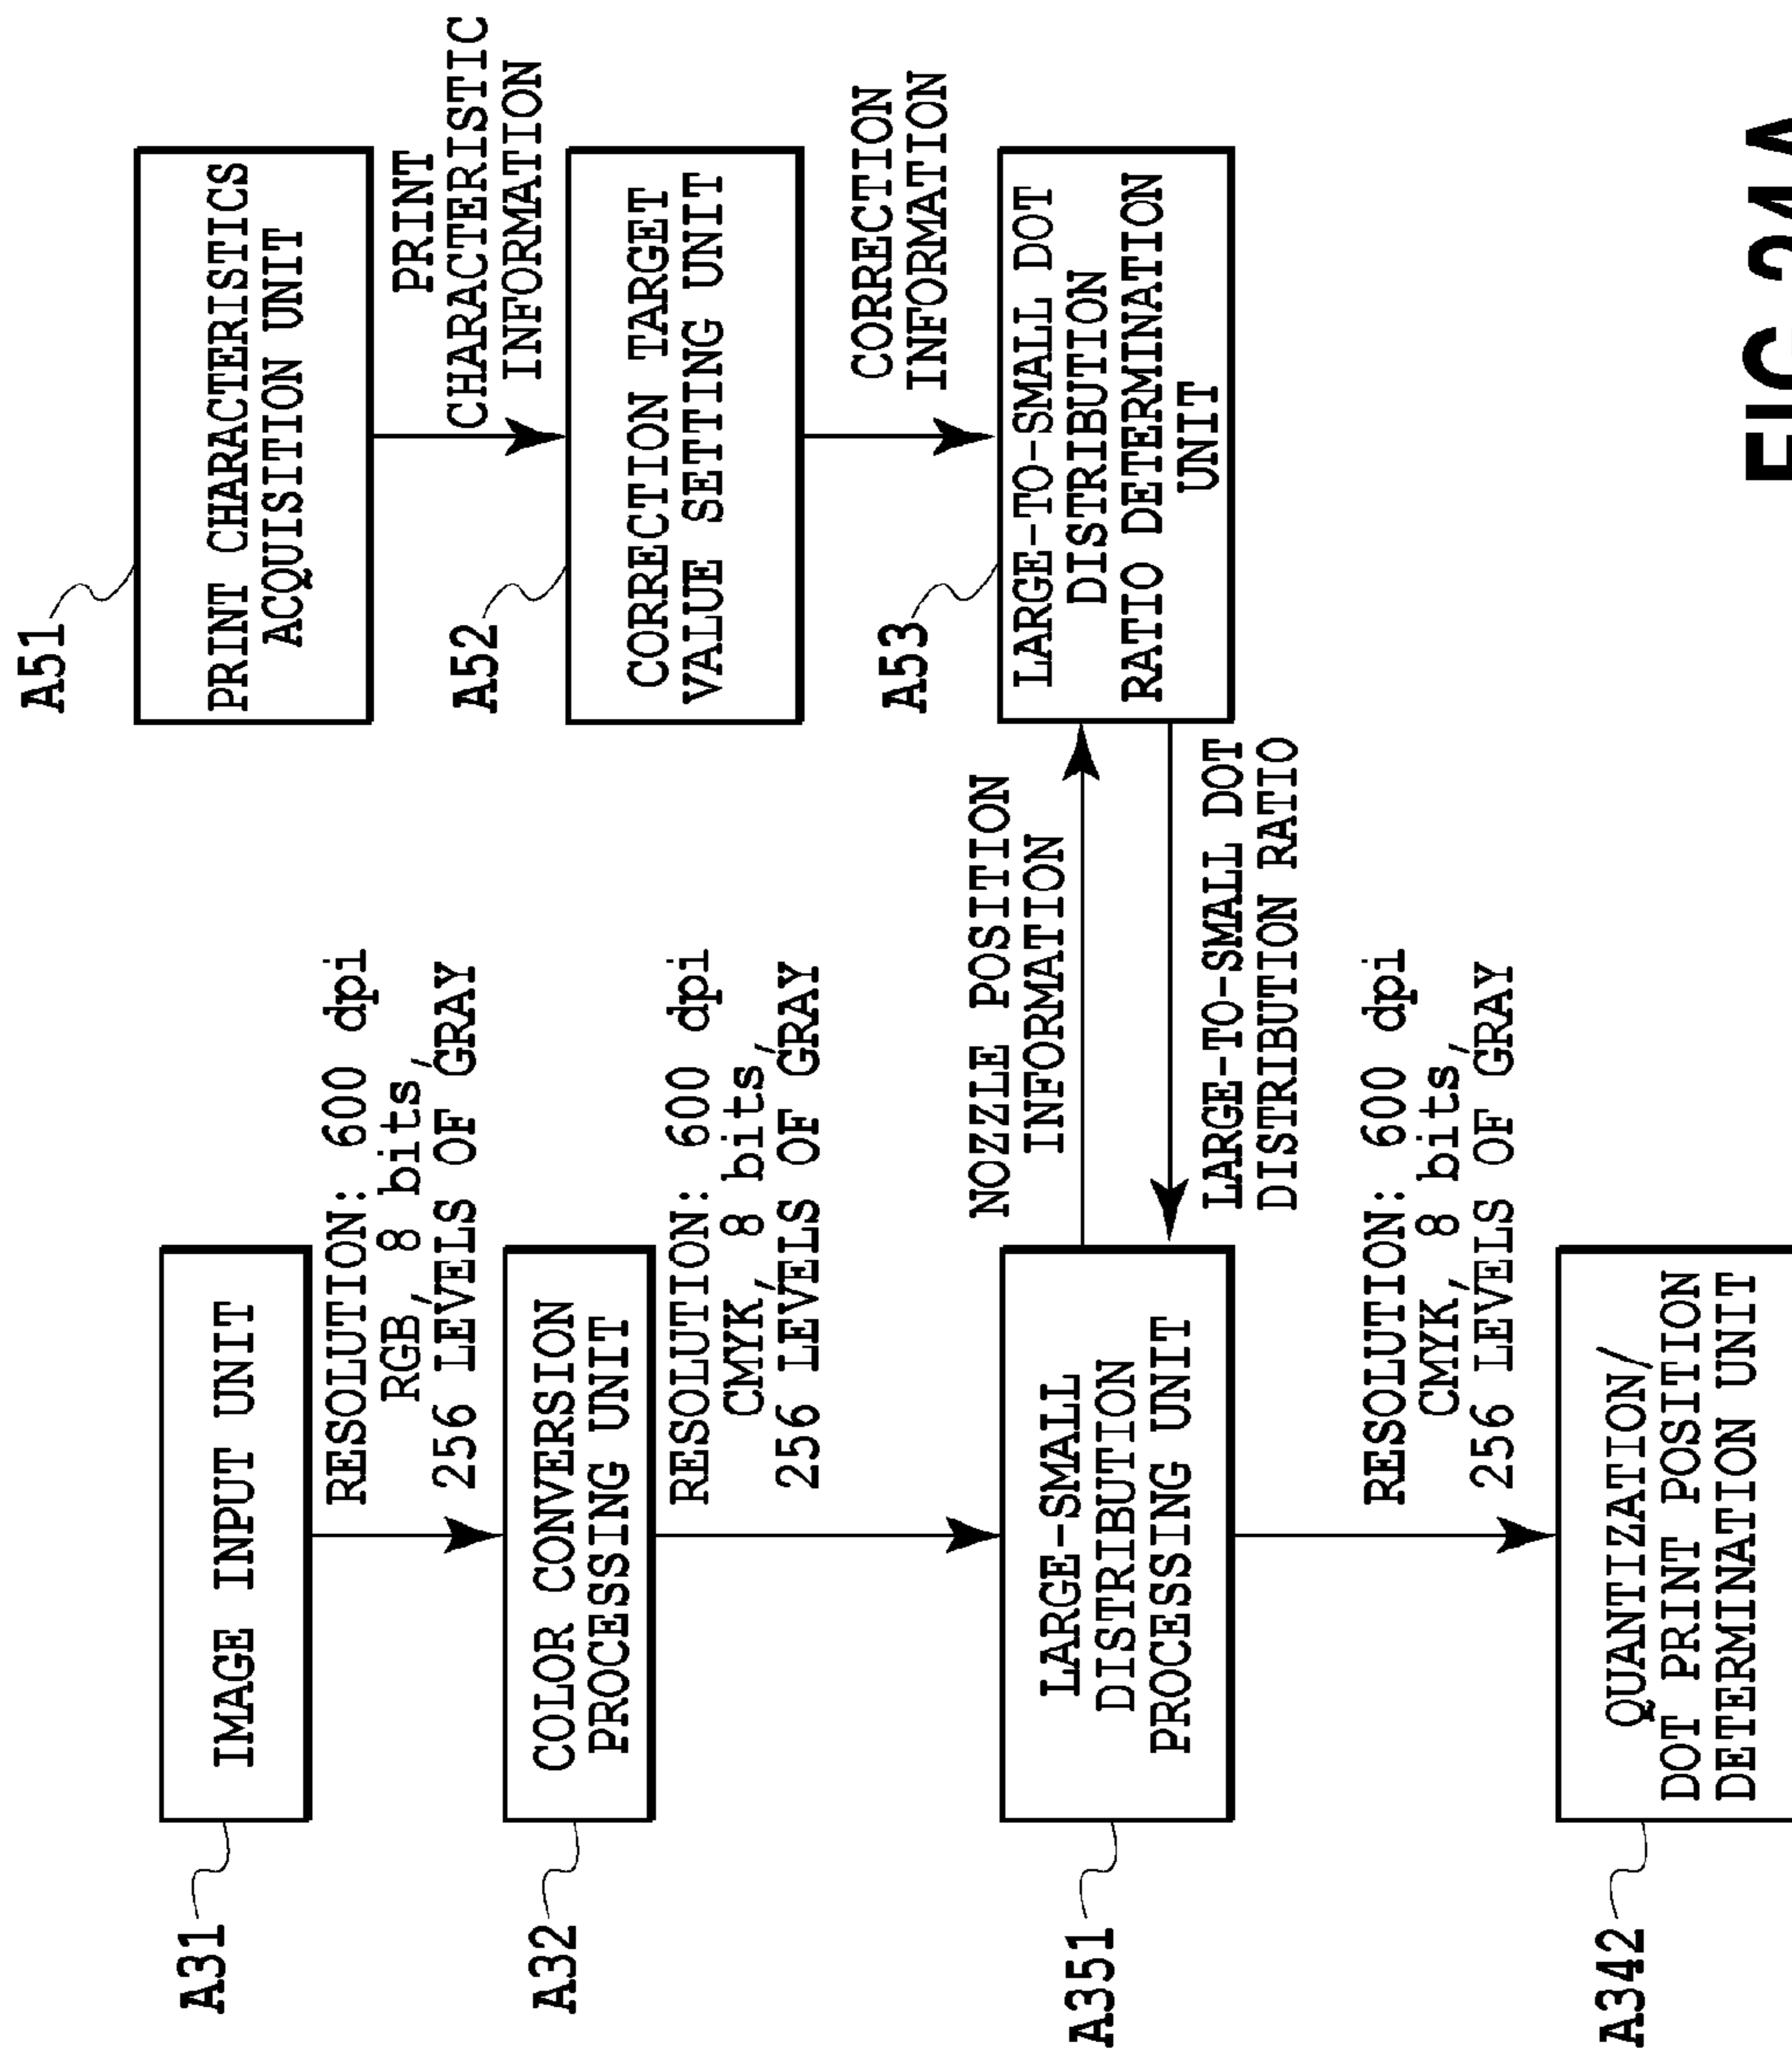 A31
IMAGE INPUT UNIT
RESOLUTION: 600 dpi
RGB, 8 bits,
256 LEVELS OF GRAY
A32
COLOR CONVERSION
PROCESSING UNIT
RESOLUTION: 600 dpi
CMYK, 8 bits,
256 LEVELS OF GRAY
A351
LARGE-SMALL
DISTRIBUTION
PROCESSING UNIT
NOZZLE POSITION
INFORMATION
LARGE-TO-SMALL DOT
DISTRIBUTION RATIO
RESOLUTION: 600 dpi
CMYK, 8 bits,
256 LEVELS OF GRAY
A342
QUANTIZATION/
DOT PRINT POSITION
DETERMINATION UNIT
A51
PRINT CHARACTERISTICS
ACQUISITION UNIT
PRINT
CHARACTERISTIC
INFORMATION
A52
CORRECTION TARGET
VALUE SETTING UNIT
CORRECTION
INFORMATION
A53
LARGE-TO-SMALL DOT
DISTRIBUTION
RATIO DETERMINATION
UNIT